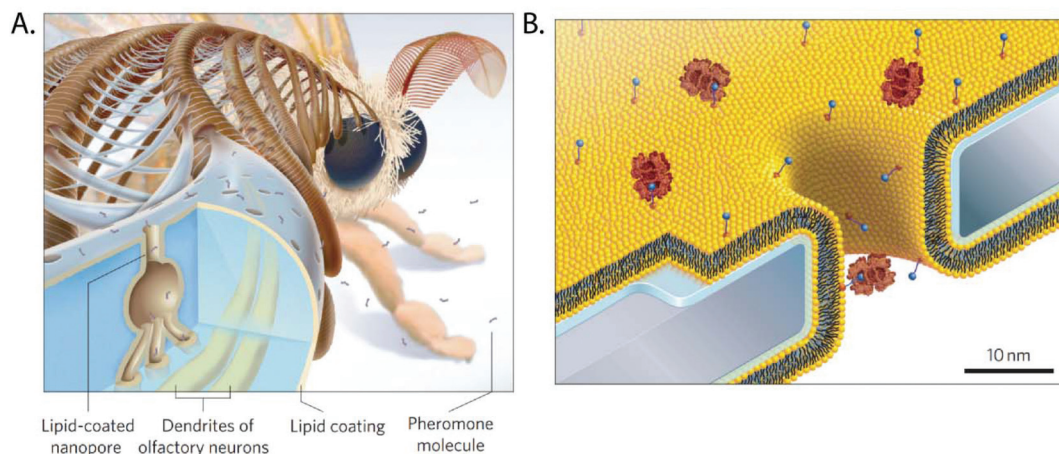 A.
B.
10 nm
Lipid-coated
nanopore
Dendrites of
olfactory neurons
Lipid coating
Pheromone
molecule